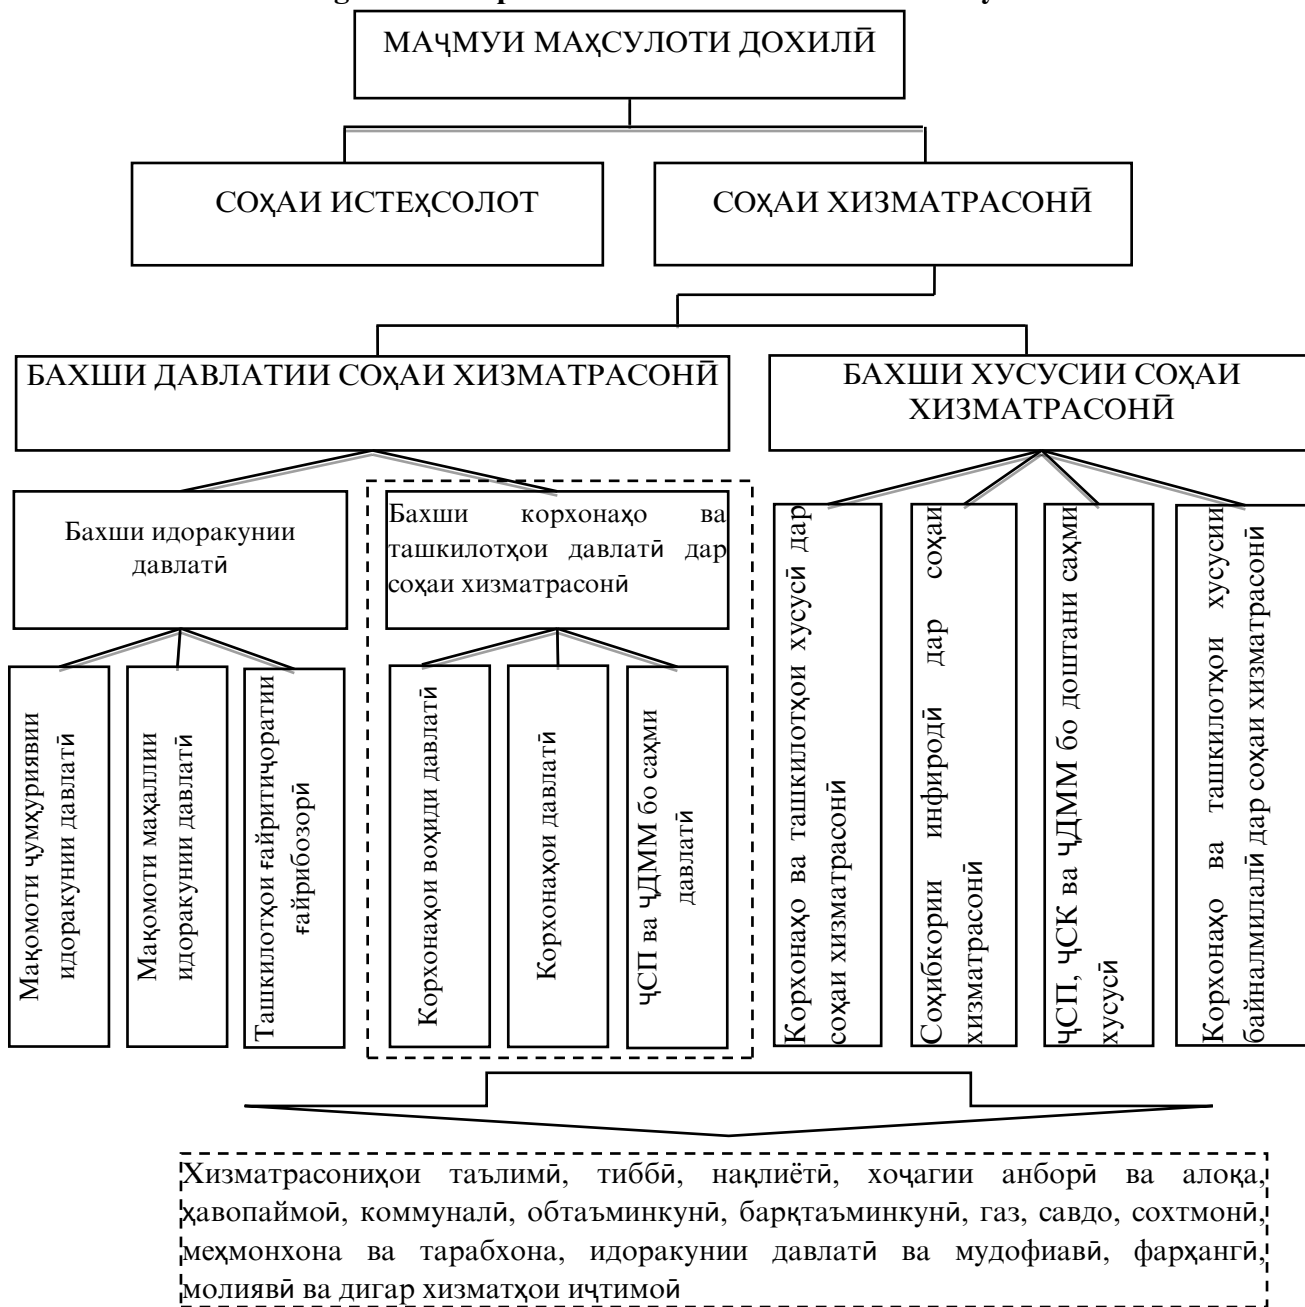 МАҶМУИ МАҲСУЛОТИ ДОХИЛӢ
СОҲАИ ИСТЕҲСОЛОТ
СОҲАИ ХИЗМАТРАСОНӢ
БАХШИ ДАВЛАТИИ СОҲАИ ХИЗМАТРАСОНӢ
БАХШИ ХУСУСИИ СОҲАИ
ХИЗМАТРАСОНӢ
Бахши идоракунии
давлатӣ
Бахши корхонаҳо ва
ташкилотҳои давлатӣ дар
соҳаи хизматрасонӣ
Мақомоти ҷумҳуриявии
идоракунии давлатӣ
Мақомоти маҳаллии
идоракунии давлатӣ
Ташкилотҳои ғайритиҷоратии
ғайрибозорӣ
Корхонаҳои воҳиди давлатӣ
Корхонаҳои давлатӣ
ҶСП ва ҶДММ бо саҳми
давлатӣ
Корхонаҳо ва ташкилотҳои хусусӣ дар
соҳаи хизматрасонӣ
Соҳибкории инфиродӣ дар соҳаи
хизматрасонӣ
ҶСП, ҶСК ва ҶДММ бо доштани саҳми
хусусӣ
Корхонаҳо ва ташкилотҳои хусусии
байналмилалӣ дар соҳаи хизматрасонӣ
Хизматрасониҳои таълимӣ, тиббӣ, нақлиётӣ, хоҷагии анборӣ ва алоқа,
ҳавопаймоӣ, коммуналӣ, обтаъминкунӣ, барқтаъминкунӣ, газ, савдо, сохтмонӣ,
меҳмонхона ва тарабхона, идоракунии давлатӣ ва мудофиавӣ, фарҳангӣ,
молиявӣ ва дигар хизматҳои иҷтимоӣ